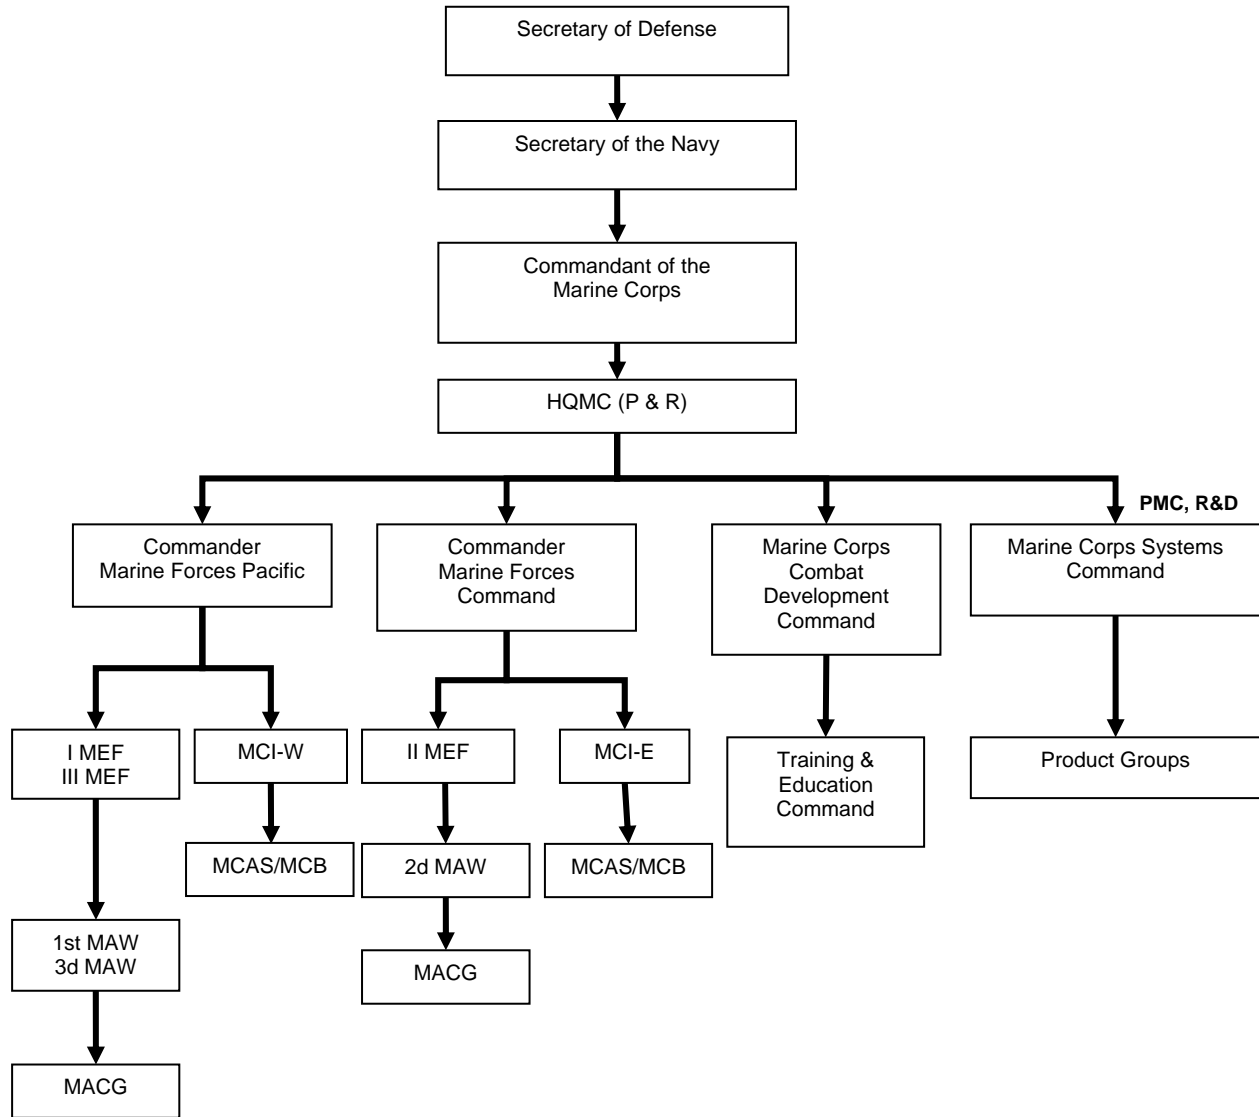 Secretary of Defense
Secretary of the Navy
Commandant of the
Marine Corps
HQMC (P & R)
PMC, R&D
Commander
Marine Forces Pacific
Commander
Marine Forces
Command
Marine Corps
Combat
Development
Command
Marine Corps Systems
Command
I MEF
III MEF
MCI-W
II MEF
MCI-E
Training &
Education
Command
Product Groups
MCAS/MCB
2d MAW
MCAS/MCB
1st MAW
3d MAW
MACG
MACG